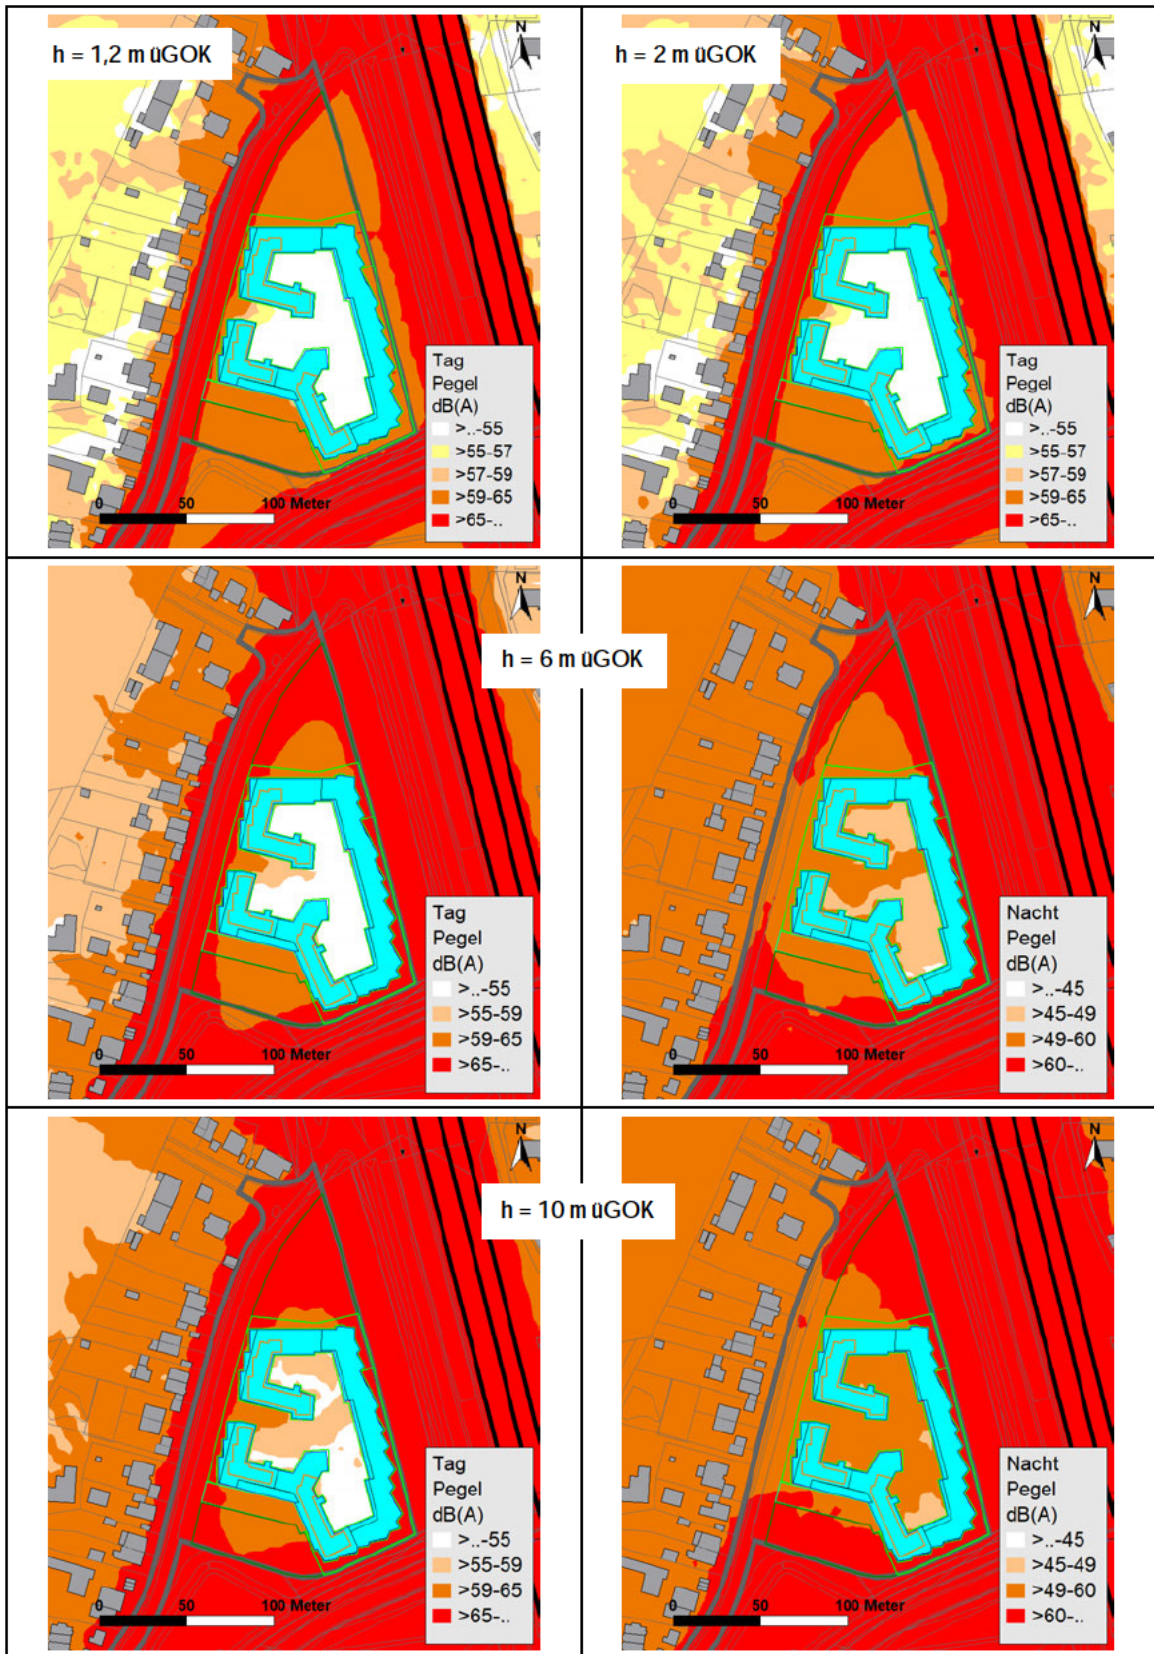 h = 1,2 m üGOK
N
Tag
Pegel
dB(A)
>..-55
>55-57
>57-59
>59-65
>65-..
0 50 100 Meter
h = 2 m üGOK
N
Tag
Pegel
dB(A)
>..-55
>55-57
>57-59
>59-65
>65-..
0 50 100 Meter
h = 6 m üGOK
N
Tag
Pegel
dB(A)
>..-55
>55-59
>59-65
>65-..
0 50 100 Meter
N
Nacht
Pegel
dB(A)
>..-45
>45-49
>49-60
>60-..
0 50 100 Meter
h = 10 m üGOK
N
Tag
Pegel
dB(A)
>..-55
>55-59
>59-65
>65-..
0 50 100 Meter
N
Nacht
Pegel
dB(A)
>..-45
>45-49
>49-60
>60-..
0 50 100 Meter